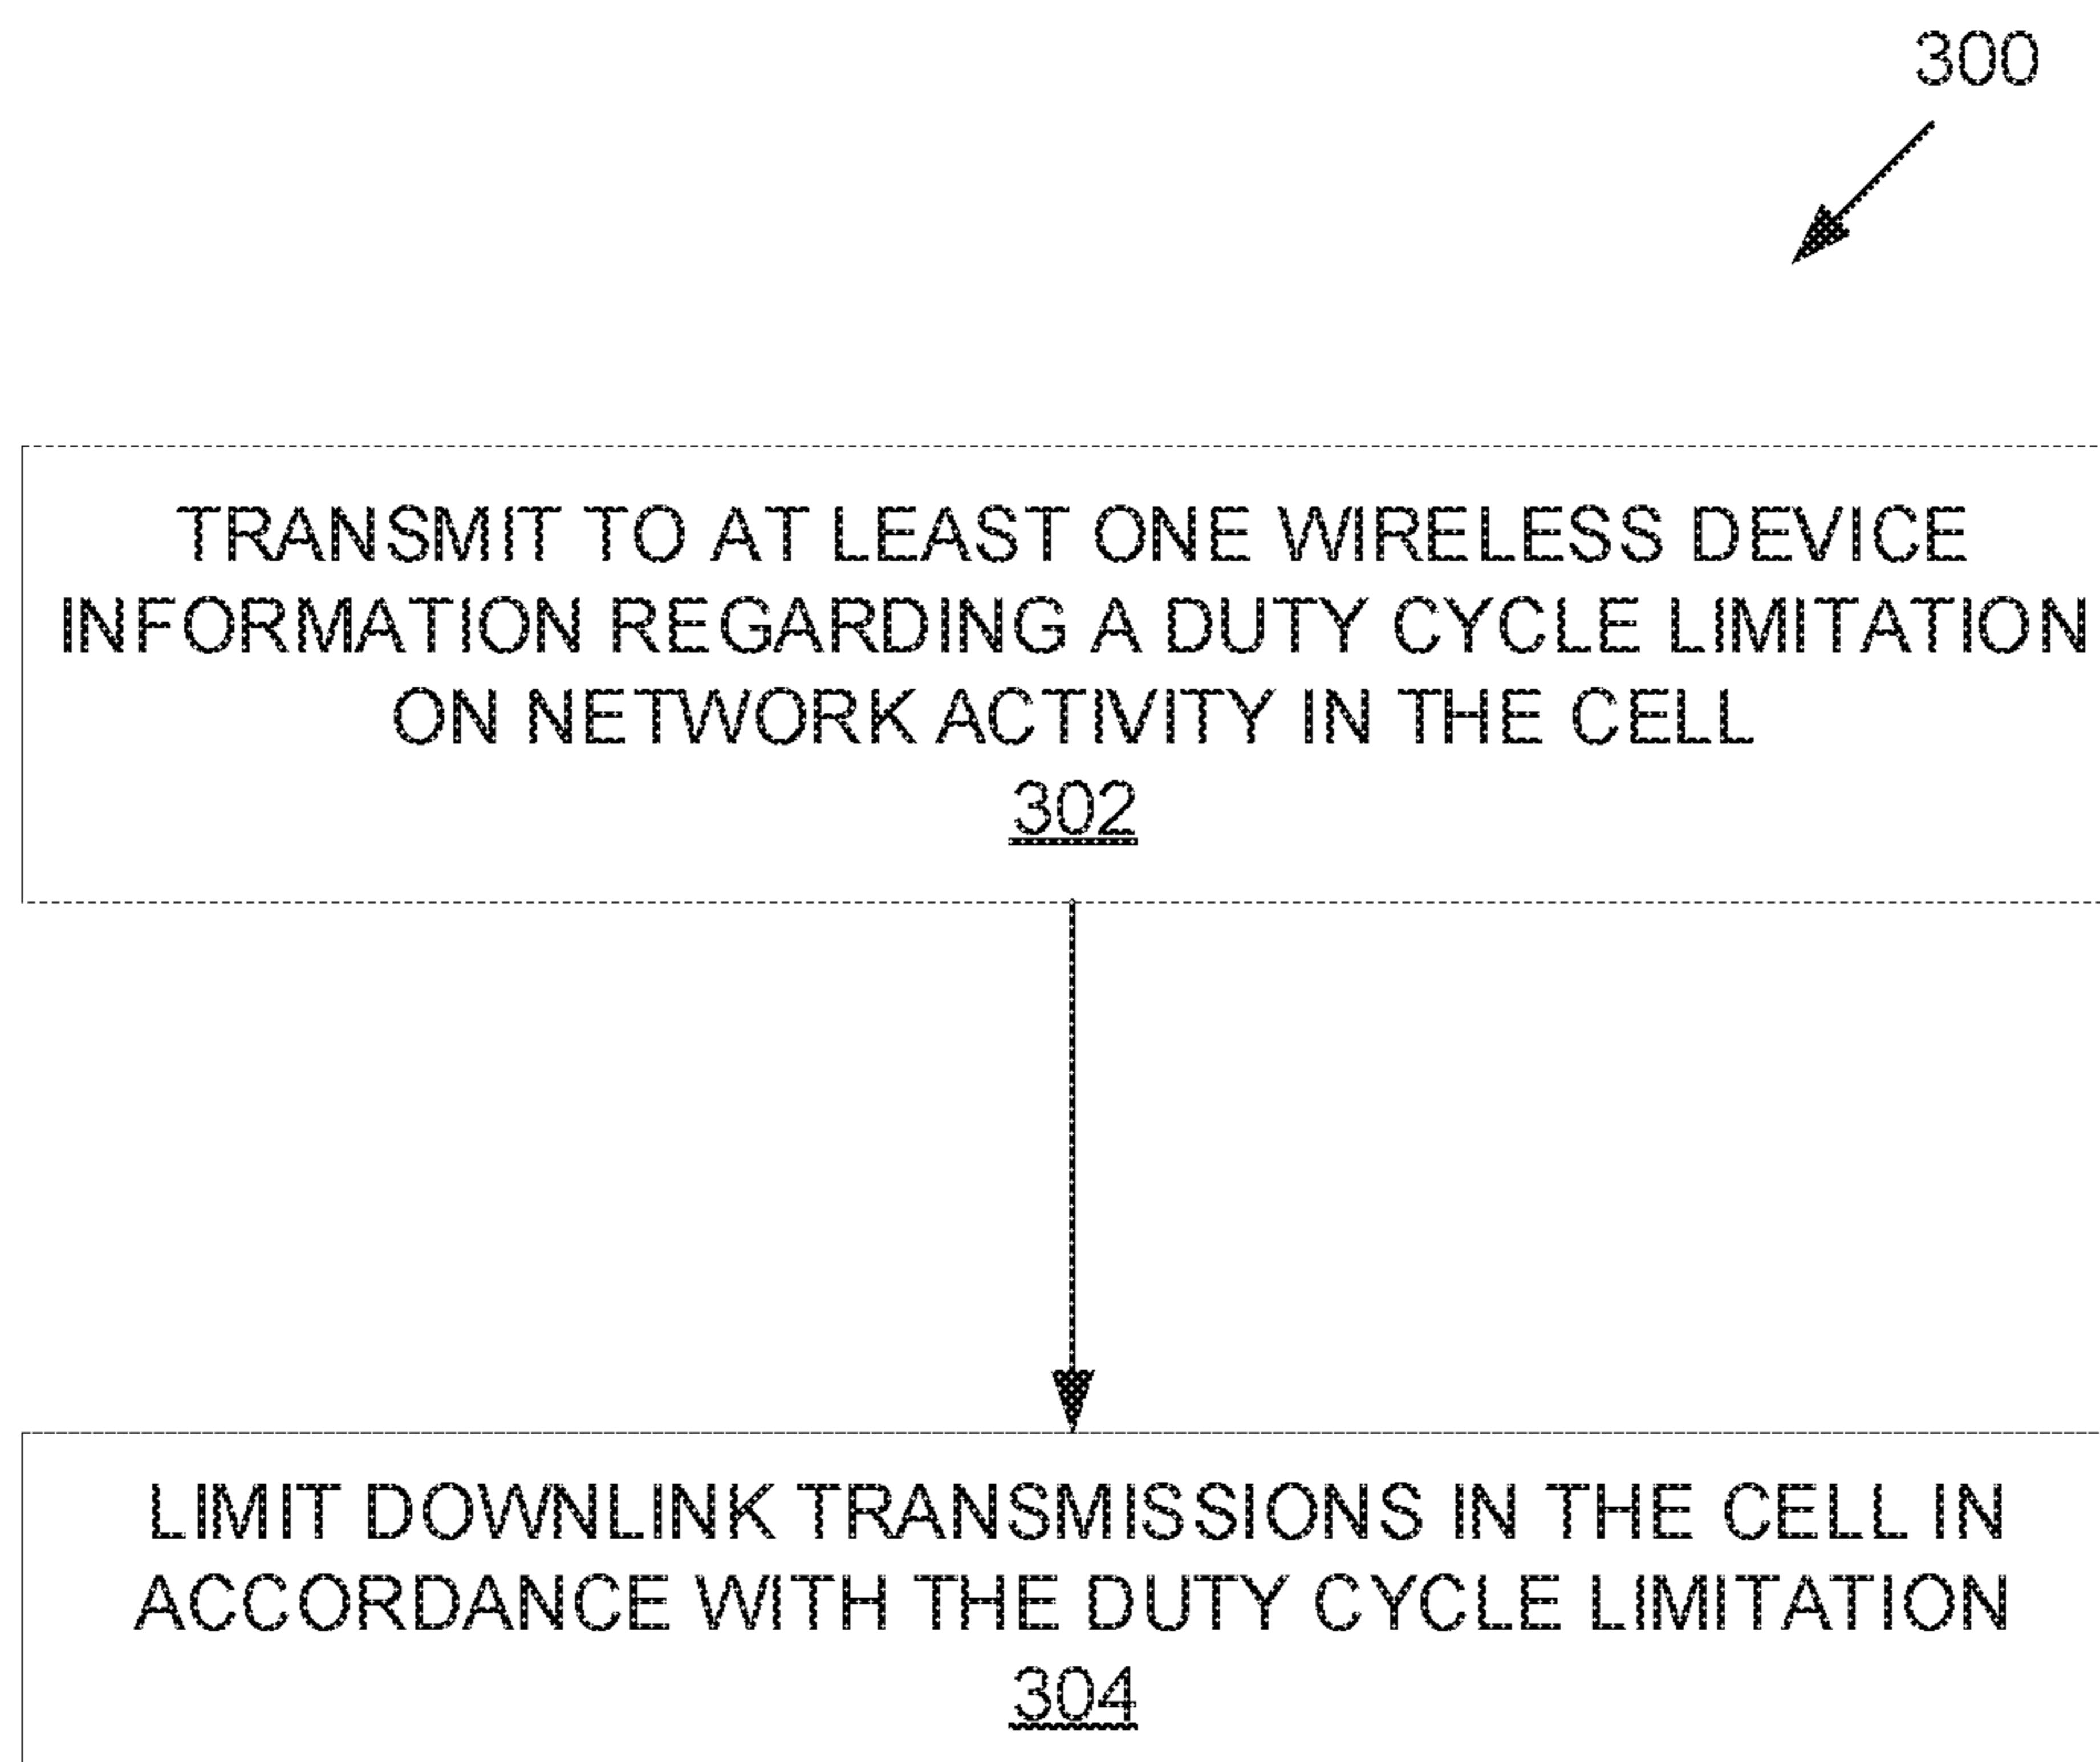 300
TRANSMIT TO AT LEAST ONE WIRELESS DEVICE
INFORMATION REGARDING A DUTY CYCLE LIMITATION
ON NETWORK ACTIVITY IN THE CELL
302
LIMIT DOWNLINK TRANSMISSIONS IN THE CELL IN
ACCORDANCE WITH THE DUTY CYCLE LIMITATION
304